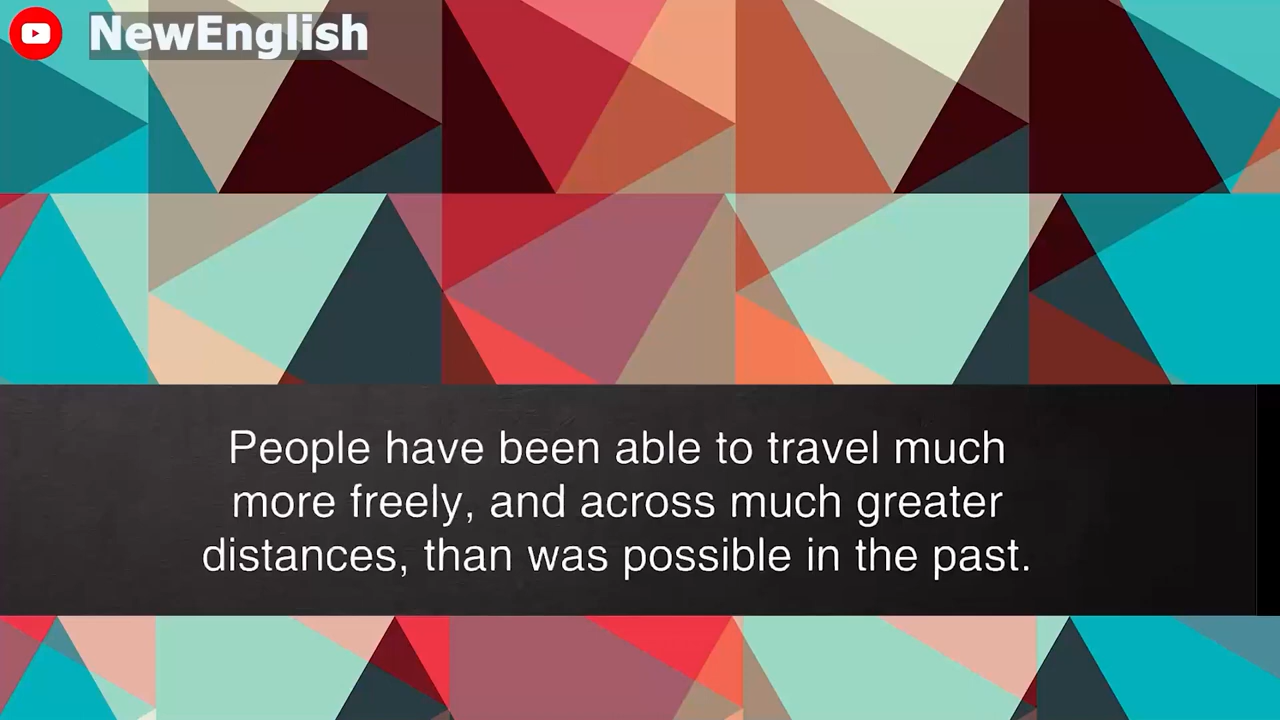 NewEnglish
People have been able to travel much
more freely, and across much greater
distances, than was possible in the past.